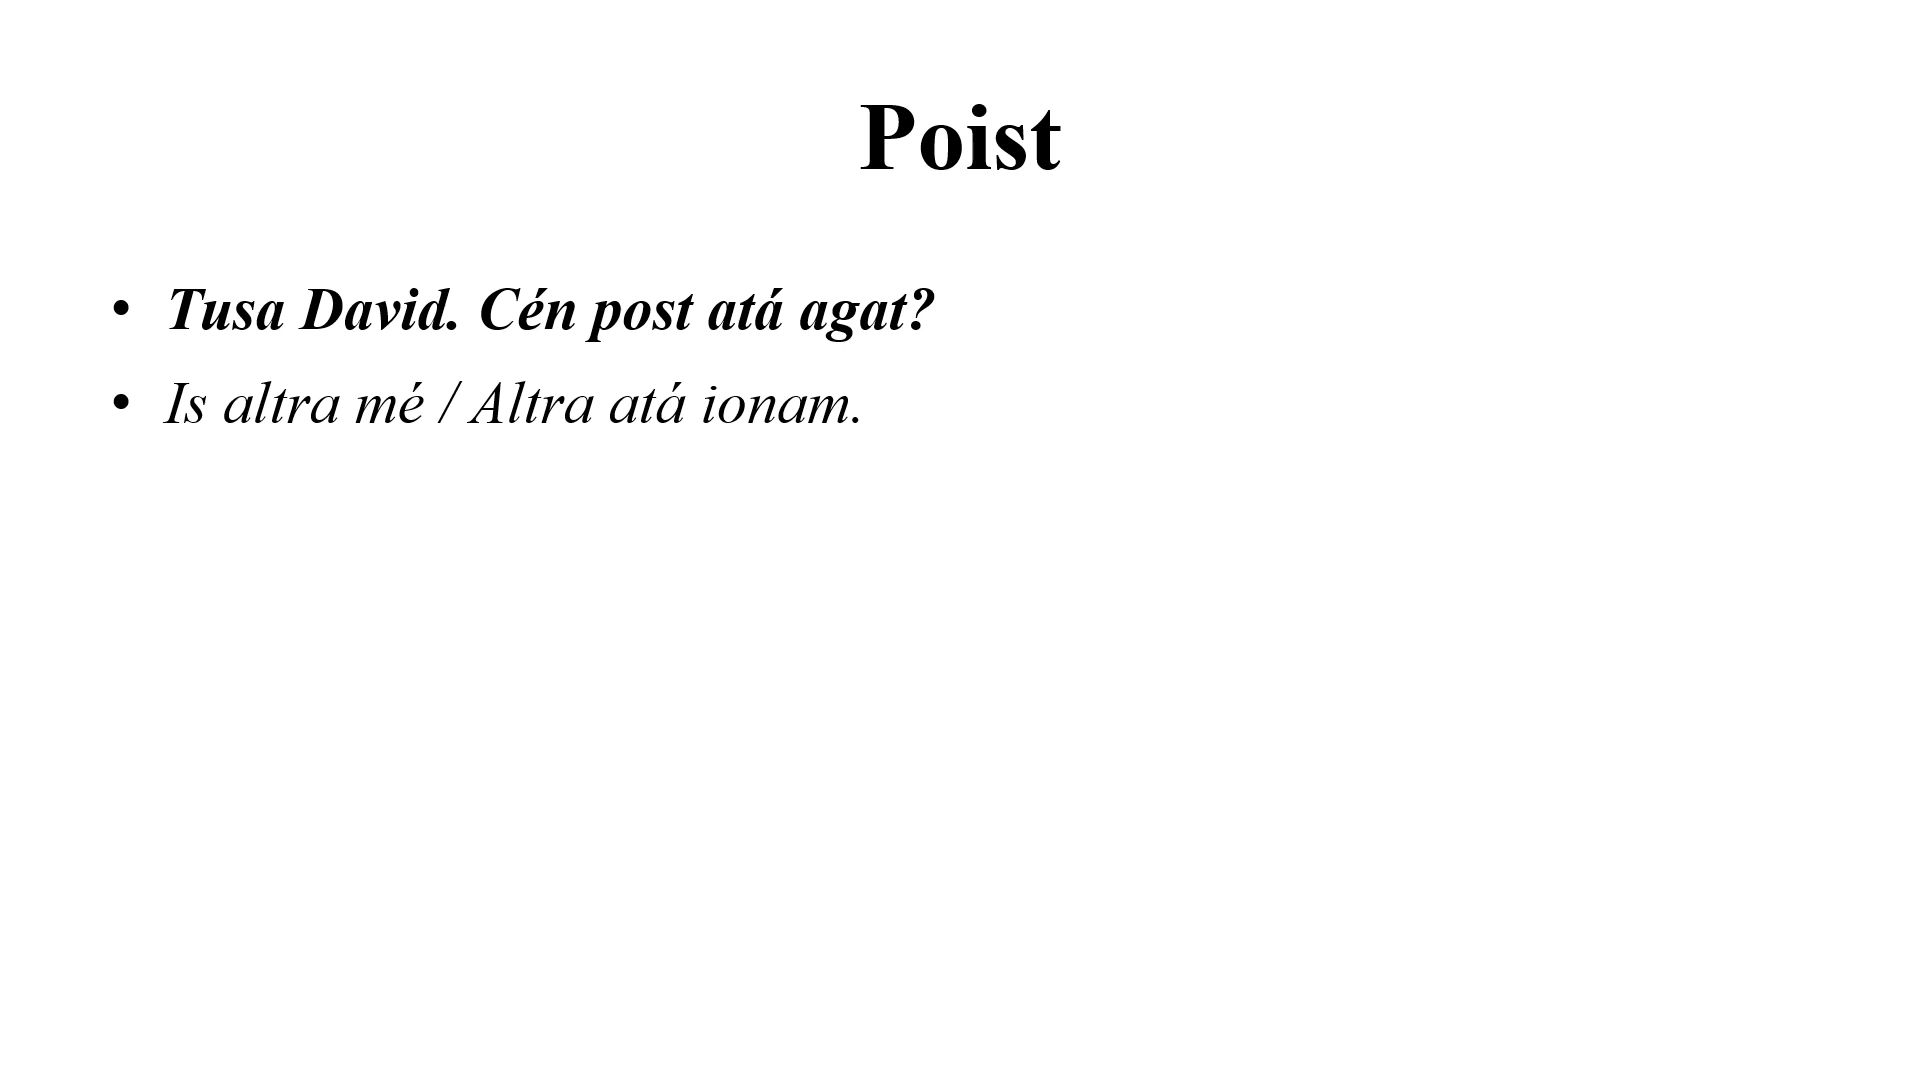 Poist
• Tusa David. Cén post atá agat?
• Is altra mé / Altra atá ionam.